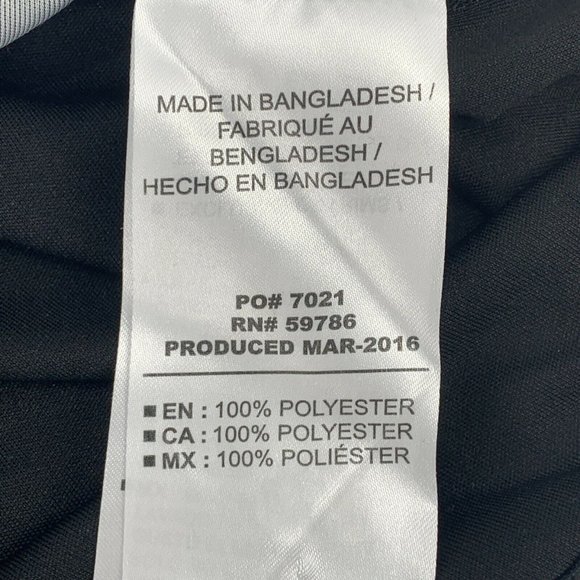 MADE IN BANGLADESH /
FABRIQUÉ AU
BENGLADESH /
HECHO EN BANGLADESH
PO# 7021
RN# 59786
PRODUCED MAR-2016
■ EN : 100% POLYESTER
■ CA : 100% POLYESTER
■ MX : 100% POLIÉSTER